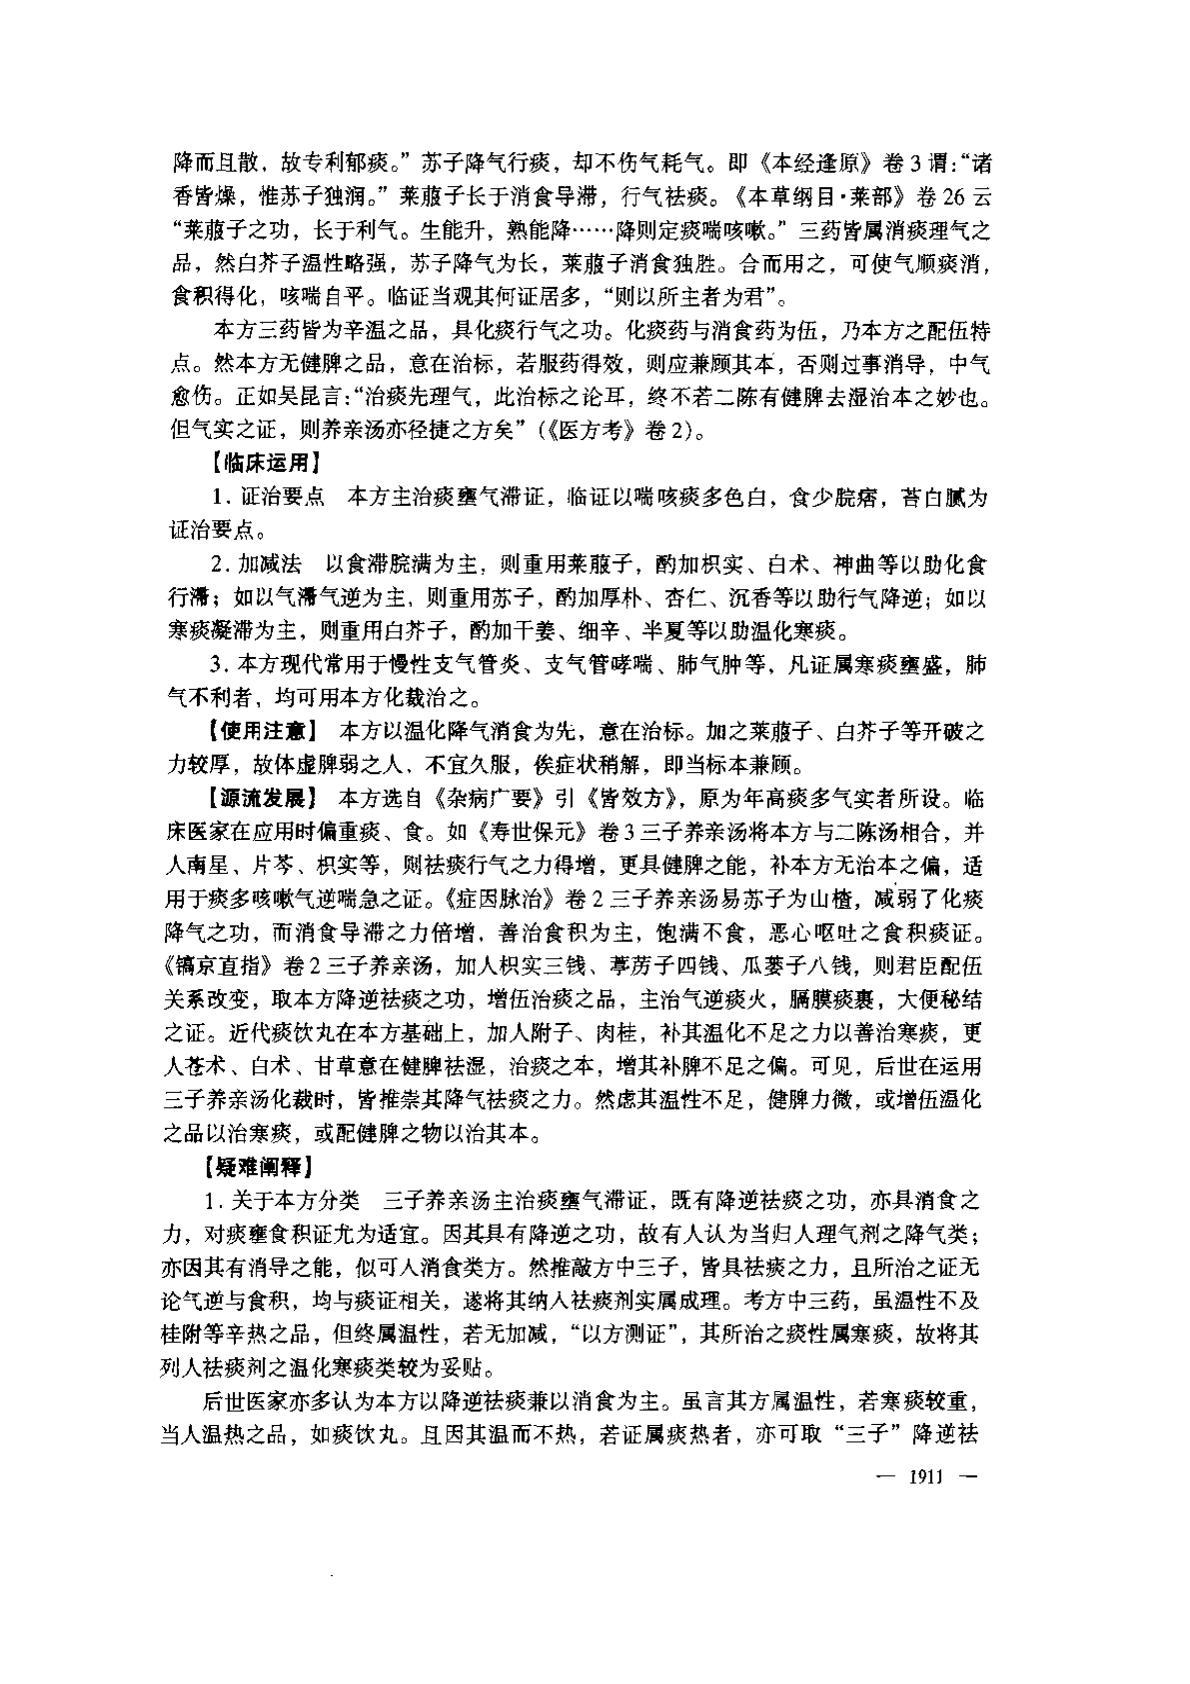 降而且散，故专利郁痰。”苏子降气行痰，却不伤气耗气。即《本经逢原》卷3谓：“诸
香皆燥，惟苏子独润。”莱菔子长于消食导滞，行气祛痰。《本草纲目·莱部》卷26云
“莱菔子之功，长于利气。生能升，熟能降……降则定痰喘咳嗽。”三药皆属消痰理气之
品，然白芥子温性略强，苏子降气为长，莱菔子消食独胜。合而用之，可使气顺痰消，
食积得化，咳喘自平。临证当观其何证居多，“则以所主者为君”。
本方三药皆为辛温之品，具化痰行气之功。化痰药与消食药为伍，乃本方之配伍特
点。然本方无健脾之品，意在治标，若服药得效，则应兼顾其本，否则过事消导，中气
愈伤。正如吴昆言：“治痰先理气，此治标之论耳，终不若二陈有健脾去湿治本之妙也。
但气实之证，则养亲汤亦径捷之方矣”（《医方考》卷2）。
【临床运用】
1. 证治要点　本方主治痰壅气滞证，临证以喘咳痰多色白，食少脘痞，苔白腻为
证治要点。
2. 加减法　以食滞脘满为主，则重用莱菔子，酌加枳实、白术、神曲等以助化食
行滞；如以气滞气逆为主，则重用苏子，酌加厚朴、杏仁、沉香等以助行气降逆；如以
寒痰凝滞为主，则重用白芥子，酌加干姜、细辛、半夏等以助温化寒痰。
3. 本方现代常用于慢性支气管炎、支气管哮喘、肺气肿等，凡证属寒痰壅盛，肺
气不利者，均可用本方化裁治之。
【使用注意】　本方以温化降气消食为先，意在治标。加之莱菔子、白芥子等开破之
力较厚，故体虚脾弱之人，不宜久服，俟症状稍解，即当标本兼顾。
【源流发展】　本方选自《杂病广要》引《皆效方》，原为年高痰多气实者所设。临
床医家在应用时偏重痰、食。如《寿世保元》卷3三子养亲汤将本方与二陈汤相合，并
人南星、片芩、枳实等，则祛痰行气之力得增，更具健脾之能，补本方无治本之偏，适
用于痰多咳嗽气逆喘急之证。《症因脉治》卷2三子养亲汤易苏子为山楂，减弱了化痰
降气之功，而消食导滞之力倍增，善治食积为主，饱满不食，恶心呕吐之食积痰证。
《镐京直指》卷2三子养亲汤，加人枳实三钱、葶苈子四钱、瓜蒌子八钱，则君臣配伍
关系改变，取本方降逆祛痰之功，增伍治痰之品，主治气逆痰火，膈膜痰裹，大便秘结
之证。近代痰饮丸在本方基础上，加人附子、肉桂，补其温化不足之力以善治寒痰，更
人苍术、白术、甘草意在健脾祛湿，治痰之本，增其补脾不足之偏。可见，后世在运用
三子养亲汤化裁时，皆推崇其降气祛痰之力。然虑其温性不足，健脾力微，或增伍温化
之品以治寒痰，或配健脾之物以治其本。
【疑难阐释】
1. 关于本方分类　三子养亲汤主治痰壅气滞证，既有降逆祛痰之功，亦具消食之
力，对痰壅食积证尤为适宜。因其具有降逆之功，故有人认为当归人理气剂之降气类；
亦因其有消导之能，似可人消食类方。然推敲方中三子，皆具祛痰之力，且所治之证无
论气逆与食积，均与痰证相关，遂将其纳人祛痰剂实属成理。考方中三药，虽温性不及
桂附等辛热之品，但终属温性，若无加减，“以方测证”，其所治之痰性属寒痰，故将其
列人祛痰剂之温化寒痰类较为妥贴。
后世医家亦多认为本方以降逆祛痰兼以消食为主。虽言其方属温性，若寒痰较重，
当人温热之品，如痰饮丸。且因其温而不热，若证属痰热者，亦可取“三子”降逆祛
— 1911 —